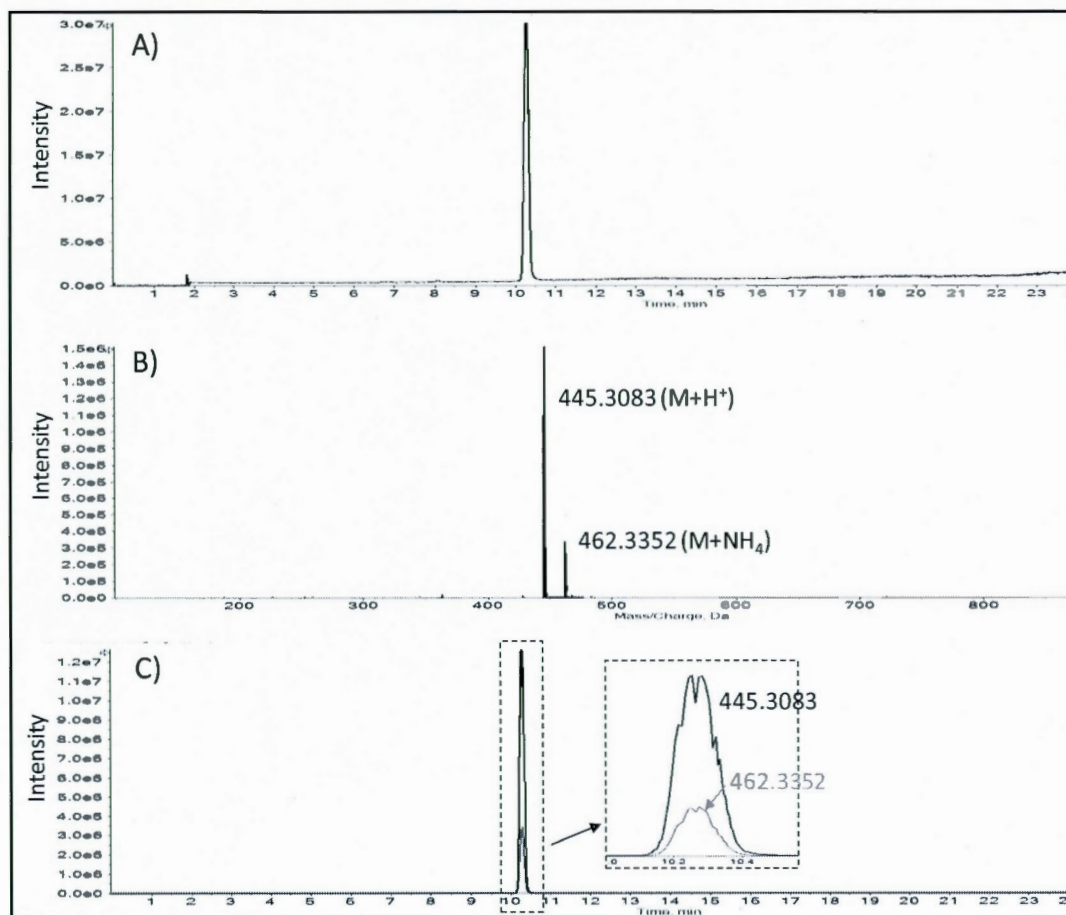 A)
Intensity
3.0e7
2.5e7
2.0e7
1.5e7
1.0e7
5.0e6
0.0e0
1 2 3 4 5 6 7 8 9 10 11 12 13 14 15 16 17 18 19 20 21 22 23
Time, min
B)
Intensity
1.5e6
1.4e6
1.3e6
1.2e6
1.1e6
1.0e6
9.0e5
8.0e5
7.0e5
6.0e5
5.0e5
4.0e5
3.0e5
2.0e5
1.0e5
0.0e0
445.3083 (M+H⁺)
462.3352 (M+NH₄)
200 300 400 500 600 700 800
Mass/Charge, Da
C)
Intensity
1.2e7
1.1e7
1.0e7
9.0e6
8.0e6
7.0e6
6.0e6
5.0e6
4.0e6
3.0e6
2.0e6
1.0e6
0.0e0
445.3083
462.3352
10.2 10.4
1 2 3 4 5 6 7 8 9 10 11 12 13 14 15 16 17 18 19 20 21 22 23
Time, min